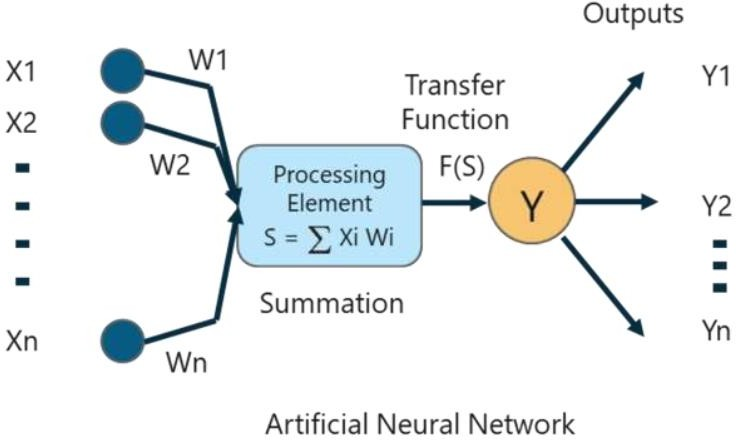 Outputs
X1
W1
X2
W2
Transfer
Function
F(S)
Processing
Element
S = ∑ Xi Wi
Summation
Y
Y1
Y2
Yn
Xn
Wn
Artificial Neural Network